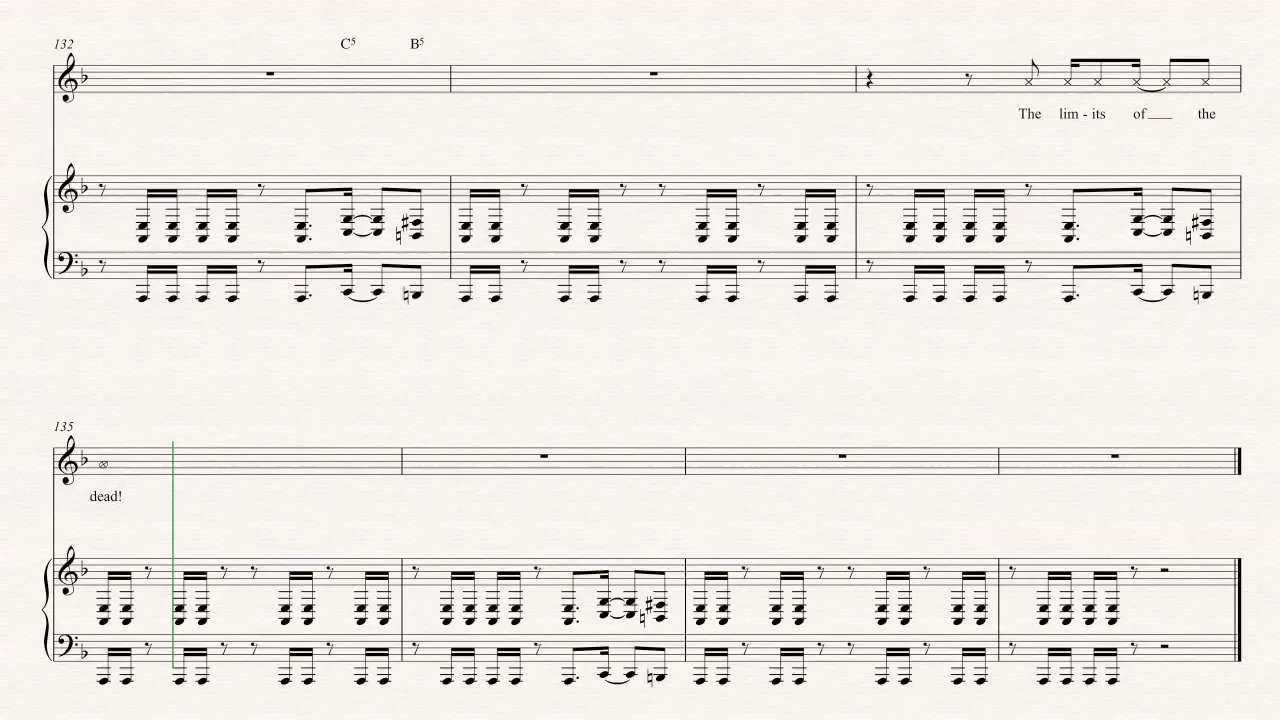 132
C5 B5
The lim - its of the
135
dead!